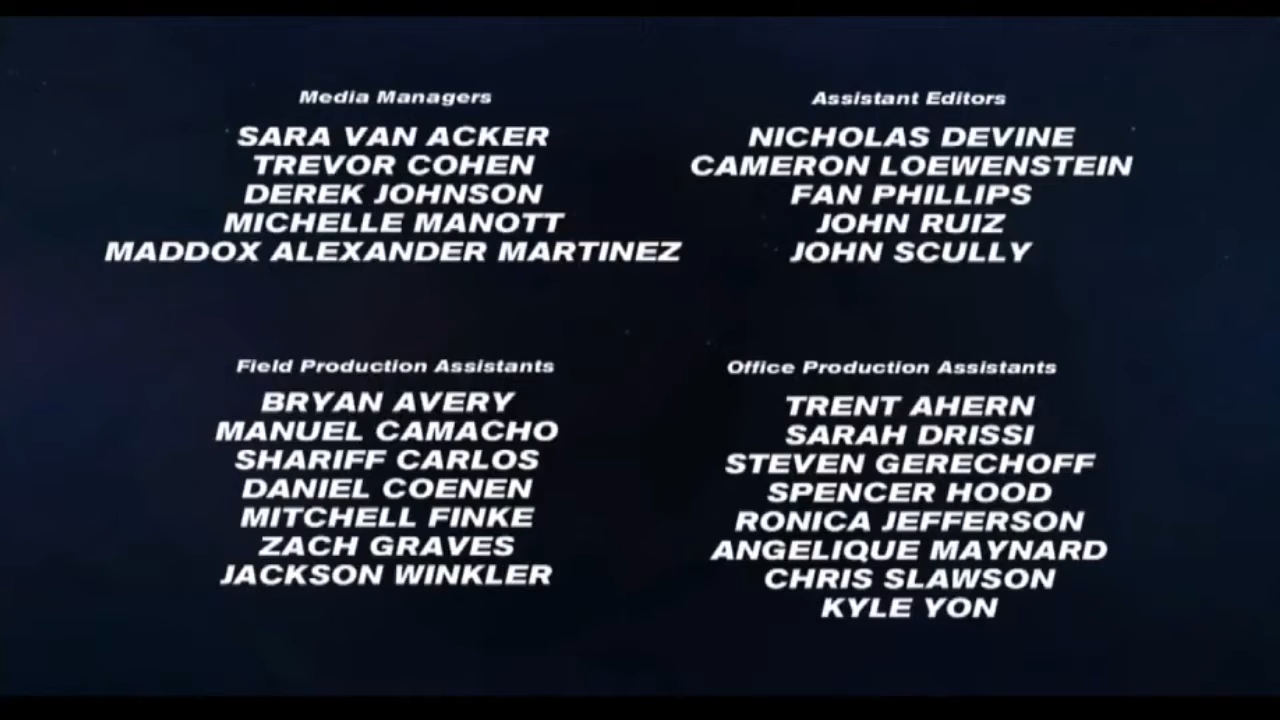 Media Managers
SARA VAN ACKER
TREVOR COHEN
DEREK JOHNSON
MICHELLE MANOTT
MADDOX ALEXANDER MARTINEZ
Assistant Editors
NICHOLAS DEVINE
CAMERON LOEWENSTEIN
FAN PHILLIPS
JOHN RUIZ
JOHN SCULLY
Field Production Assistants
BRYAN AVERY
MANUEL CAMACHO
SHARIFF CARLOS
DANIEL COENEN
MITCHELL FINKE
ZACH GRAVES
JACKSON WINKLER
Office Production Assistants
TRENT AHERN
SARAH DRISSI
STEVEN GERECHOFF
SPENCER HOOD
RONICA JEFFERSON
ANGELIQUE MAYNARD
CHRIS SLAWSON
KYLE YON